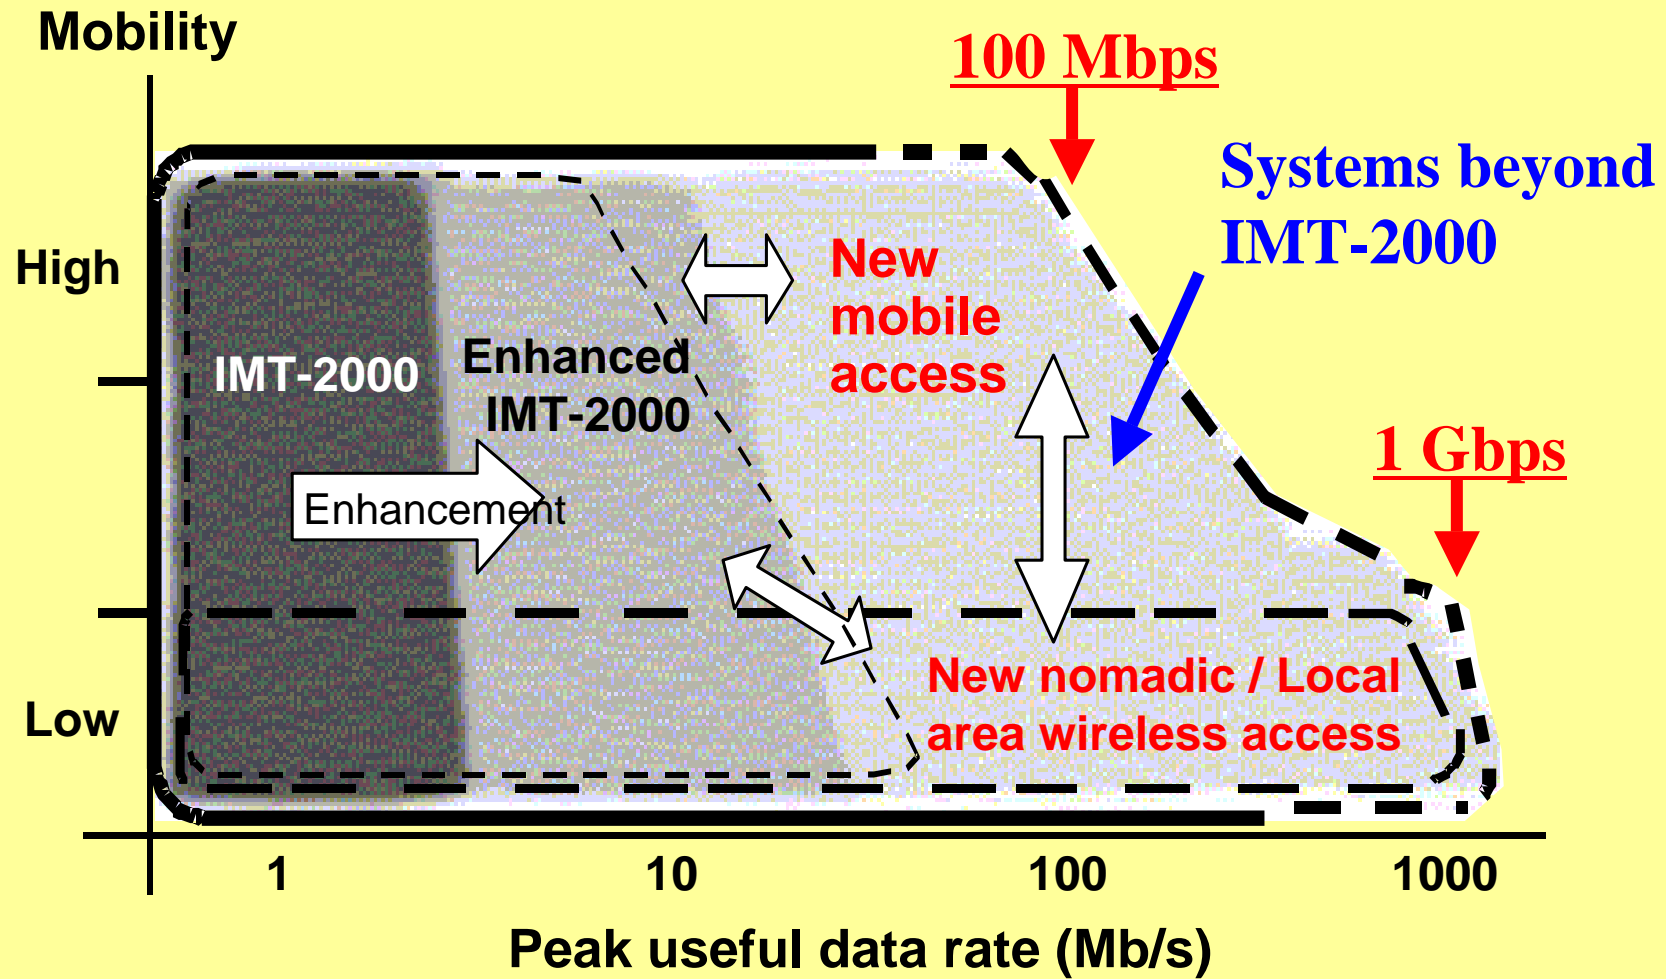 Mobility
100 Mbps
Systems beyond
IMT-2000
High
New
mobile
access
IMT-2000
Enhanced
IMT-2000
1 Gbps
Enhancement
Low
New nomadic / Local
area wireless access
1 10 100 1000
Peak useful data rate (Mb/s)